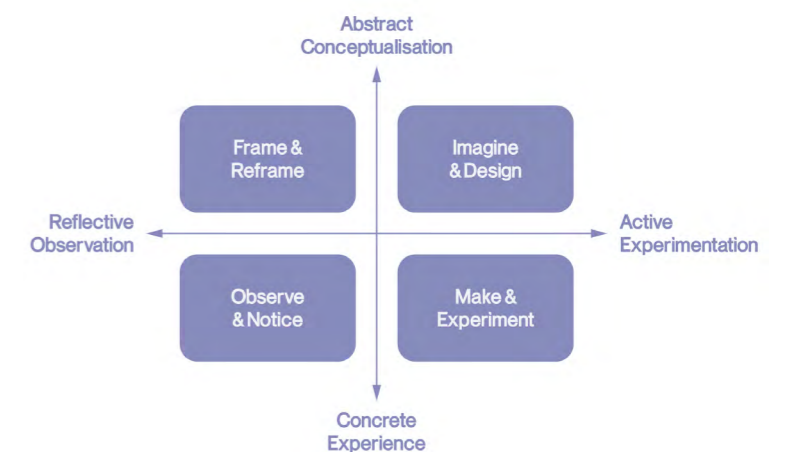 Abstract
Conceptualisation
Frame &
Reframe
Imagine
& Design
Reflective
Observation
Active
Experimentation
Observe
& Notice
Make &
Experiment
Concrete
Experience